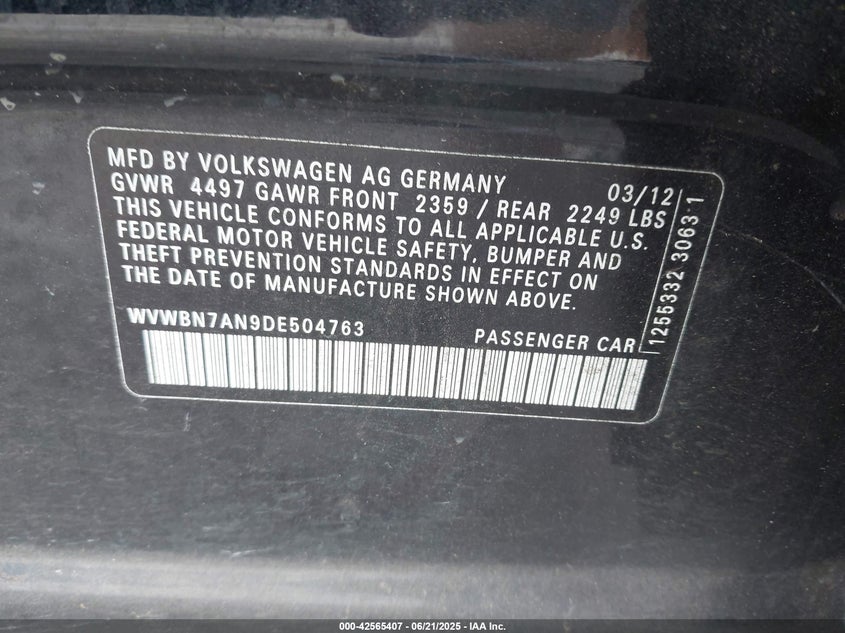 MFD BY VOLKSWAGEN AG GERMANY 03/12
GVWR 4497 GAWR FRONT 2359 / REAR 2249 LBS
THIS VEHICLE CONFORMS TO ALL APPLICABLE U.S.
FEDERAL MOTOR VEHICLE SAFETY, BUMPER AND
THEFT PREVENTION STANDARDS IN EFFECT ON
THE DATE OF MANUFACTURE SHOWN ABOVE.
WVWBN7AN9DE504763 PASSENGER CAR
1255332 3063 1
000-42565407 - 06/21/2025 - IAA Inc.